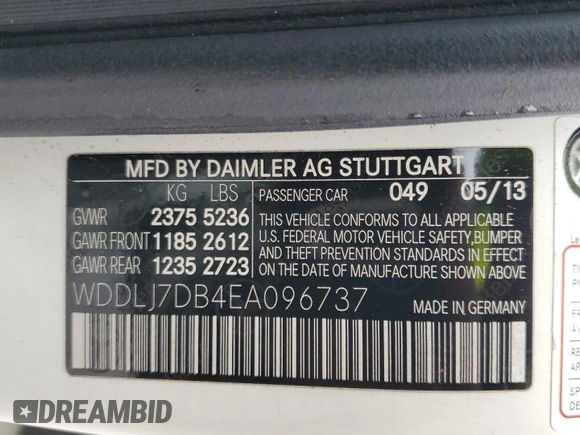 MFD BY DAIMLER AG STUTTGART
KG LBS PASSENGER CAR 049 05/13
GVWR 2375 5236
GAWR FRONT 1185 2612
GAWR REAR 1235 2723
THIS VEHICLE CONFORMS TO ALL APPLICABLE
U.S. FEDERAL MOTOR VEHICLE SAFETY,BUMPER
AND THEFT PREVENTION STANDARDS IN EFFECT
ON THE DATE OF MANUFACTURE SHOWN ABOVE.
WDDLJ7DB4EA096737
MADE IN GERMANY
DREAMBID